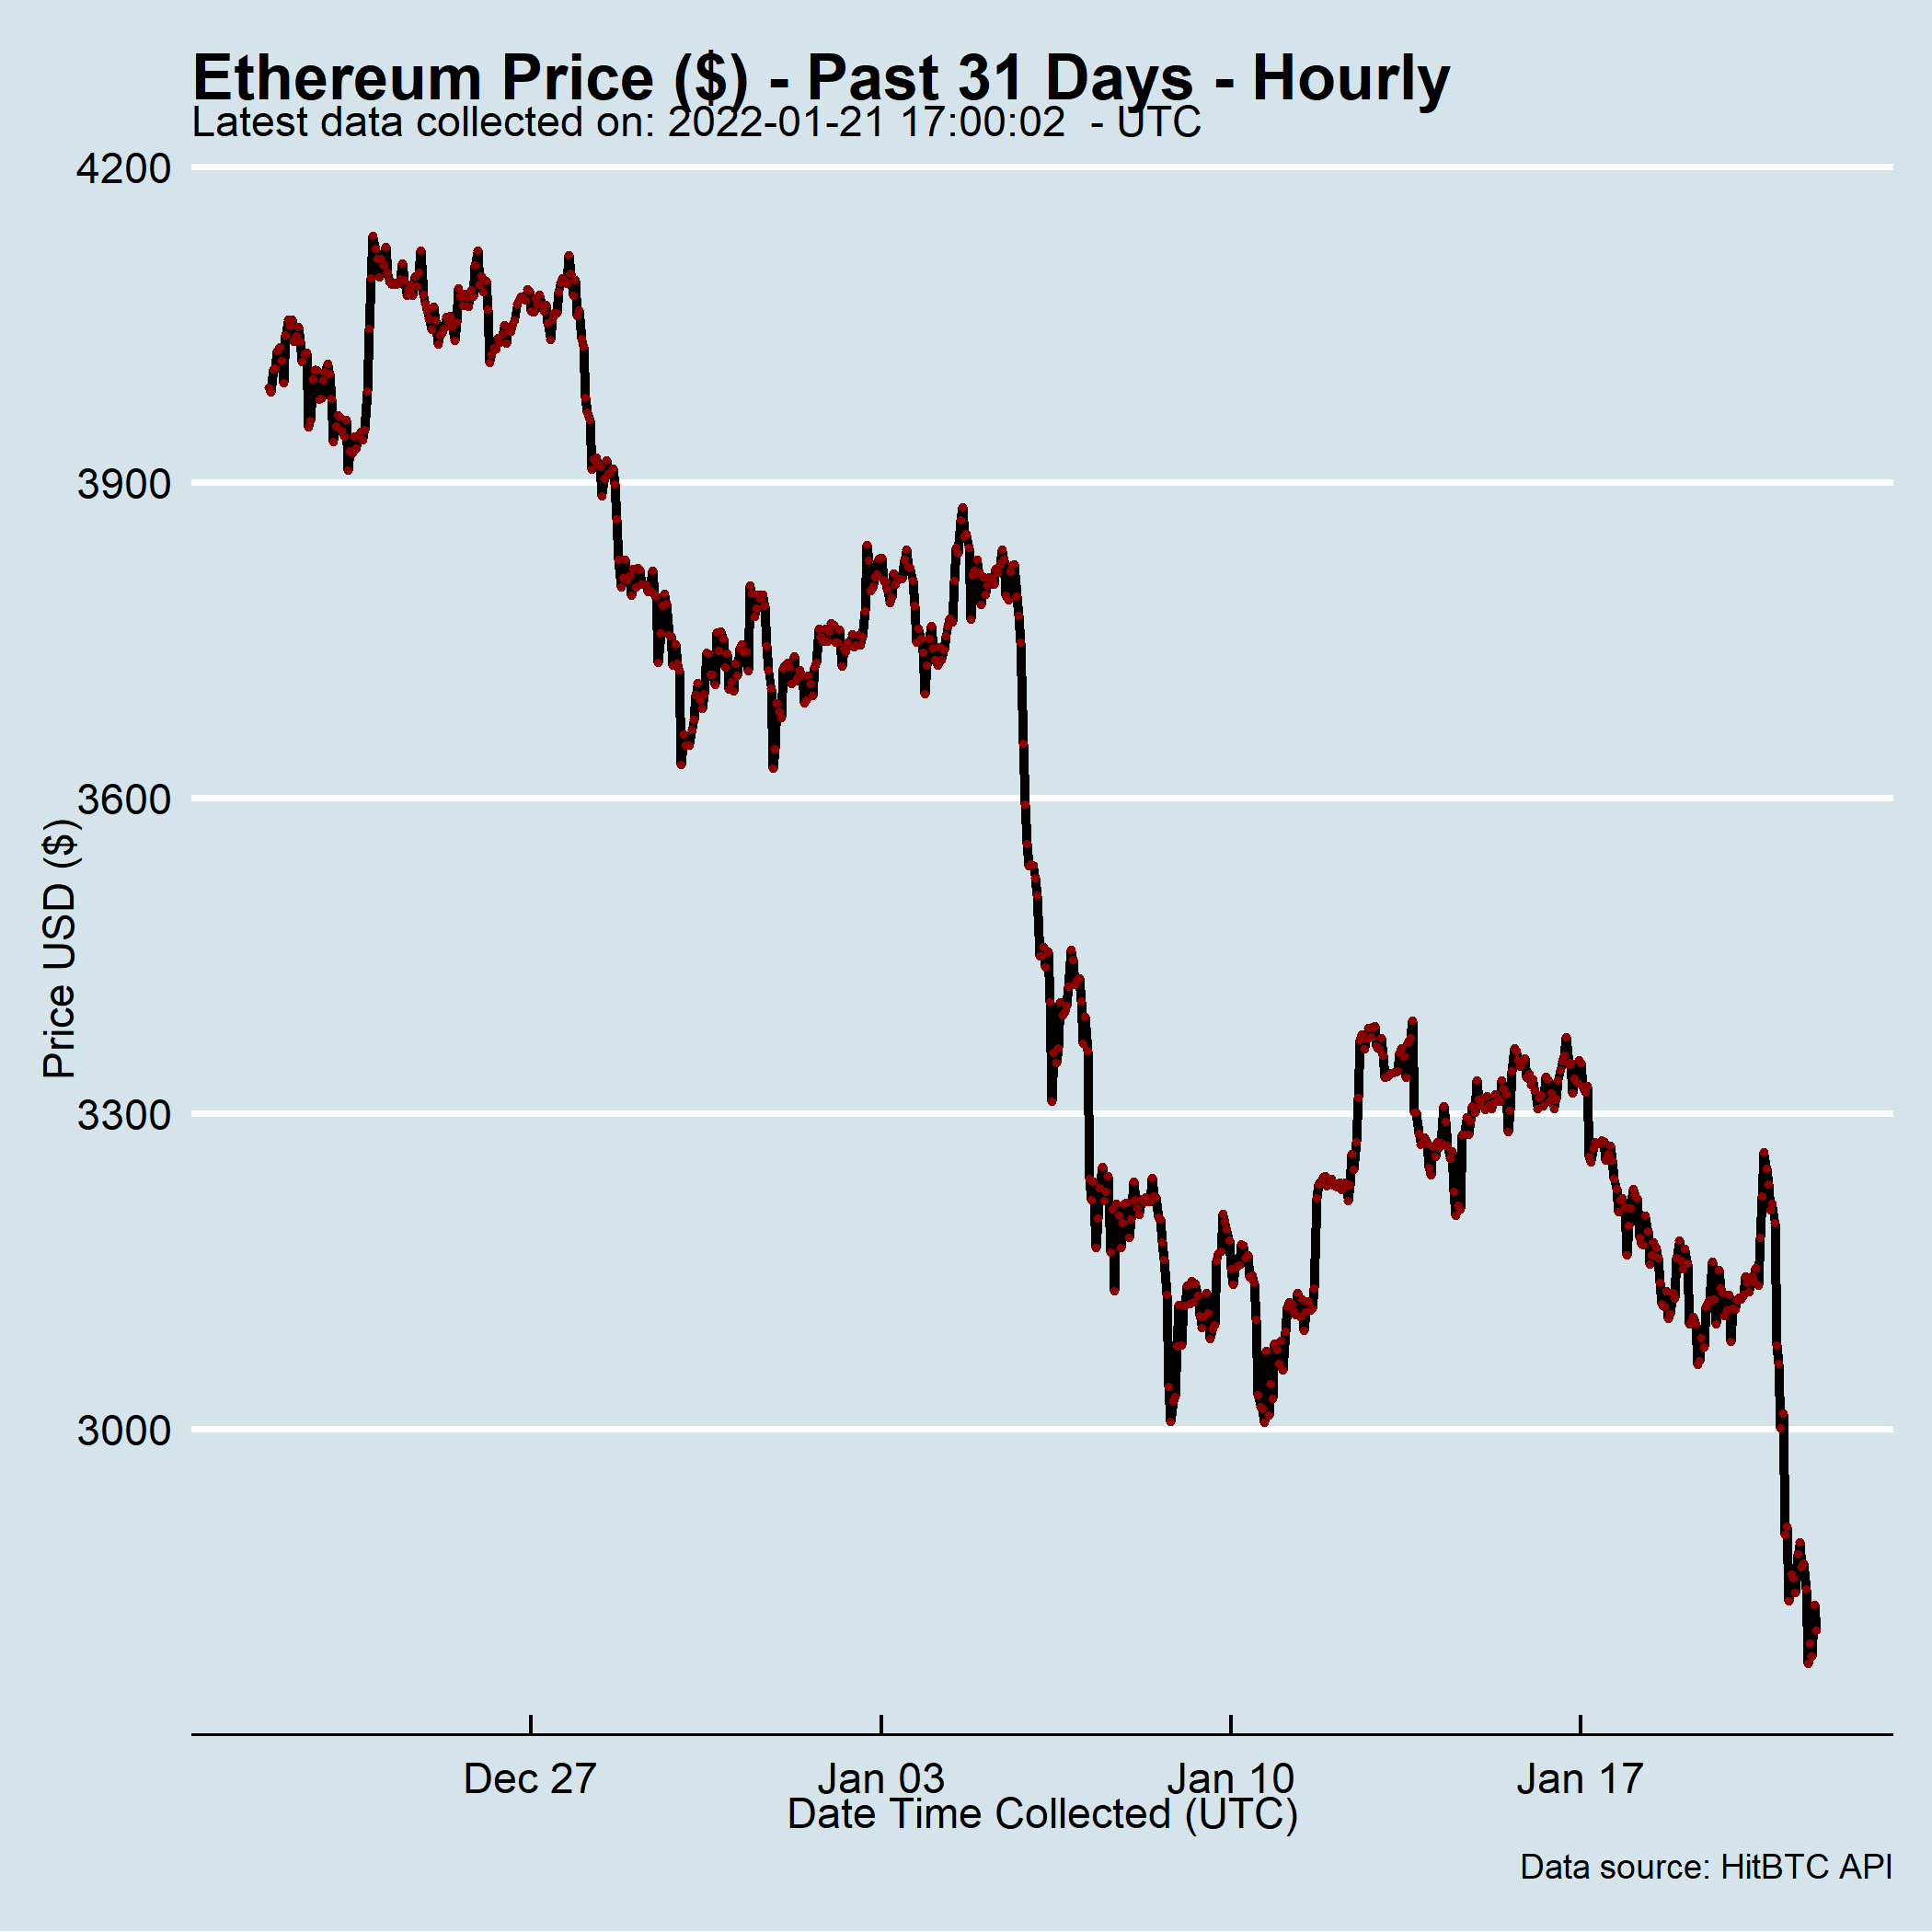 Ethereum Price ($) - Past 31 Days - Hourly
Latest data collected on: 2022-01-21 17:00:02  - UTC
4200
3900
3600
3300
3000
Price USD ($)
Dec 27
Jan 03
Jan 10
Jan 17
Date Time Collected (UTC)
Data source: HitBTC API